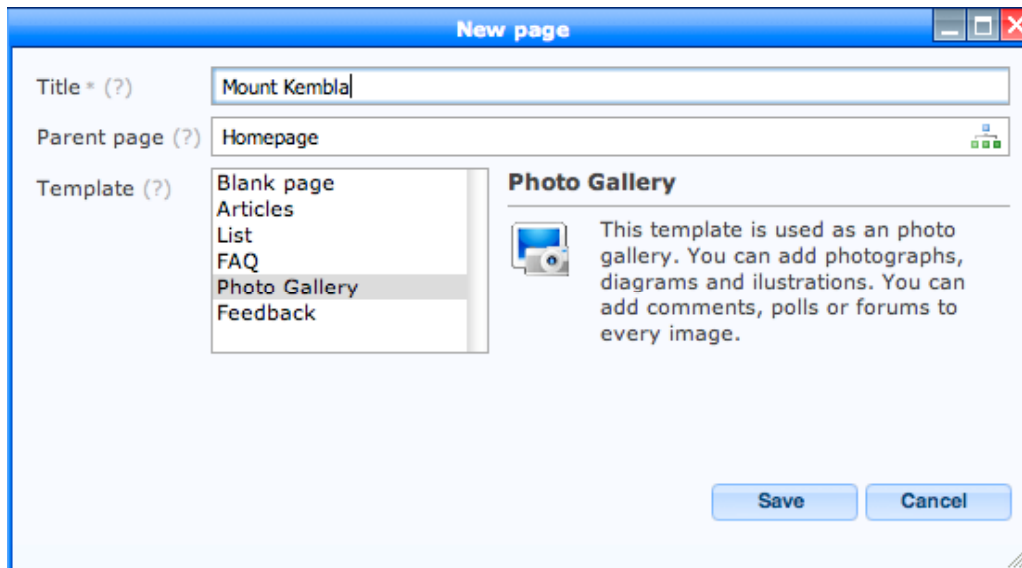 New page
Title * (?)
Mount Kembla
Parent page (?)
Homepage
Template (?)
Blank page
Articles
List
FAQ
Photo Gallery
Feedback
Photo Gallery
This template is used as an photo
gallery. You can add photographs,
diagrams and ilustrations. You can
add comments, polls or forums to
every image.
Save
Cancel